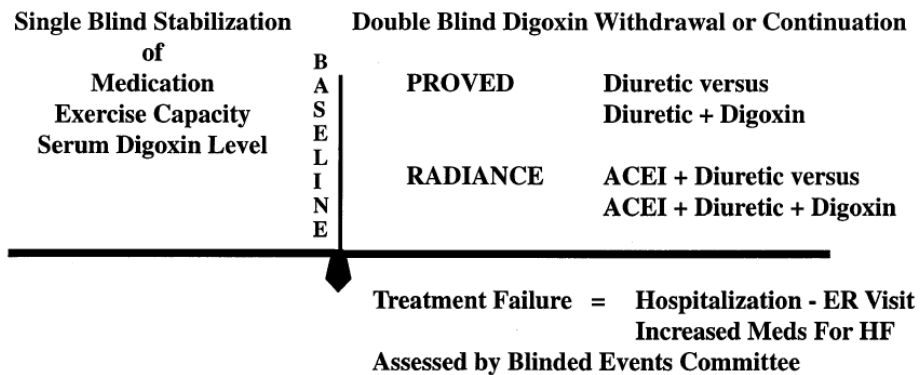 Single Blind Stabilization
of
Medication
Exercise Capacity
Serum Digoxin Level
BASELINE
Double Blind Digoxin Withdrawal or Continuation
PROVED Diuretic versus
Diuretic + Digoxin
RADIANCE ACEI + Diuretic versus
ACEI + Diuretic + Digoxin
Treatment Failure = Hospitalization - ER Visit
Increased Meds For HF
Assessed by Blinded Events Committee